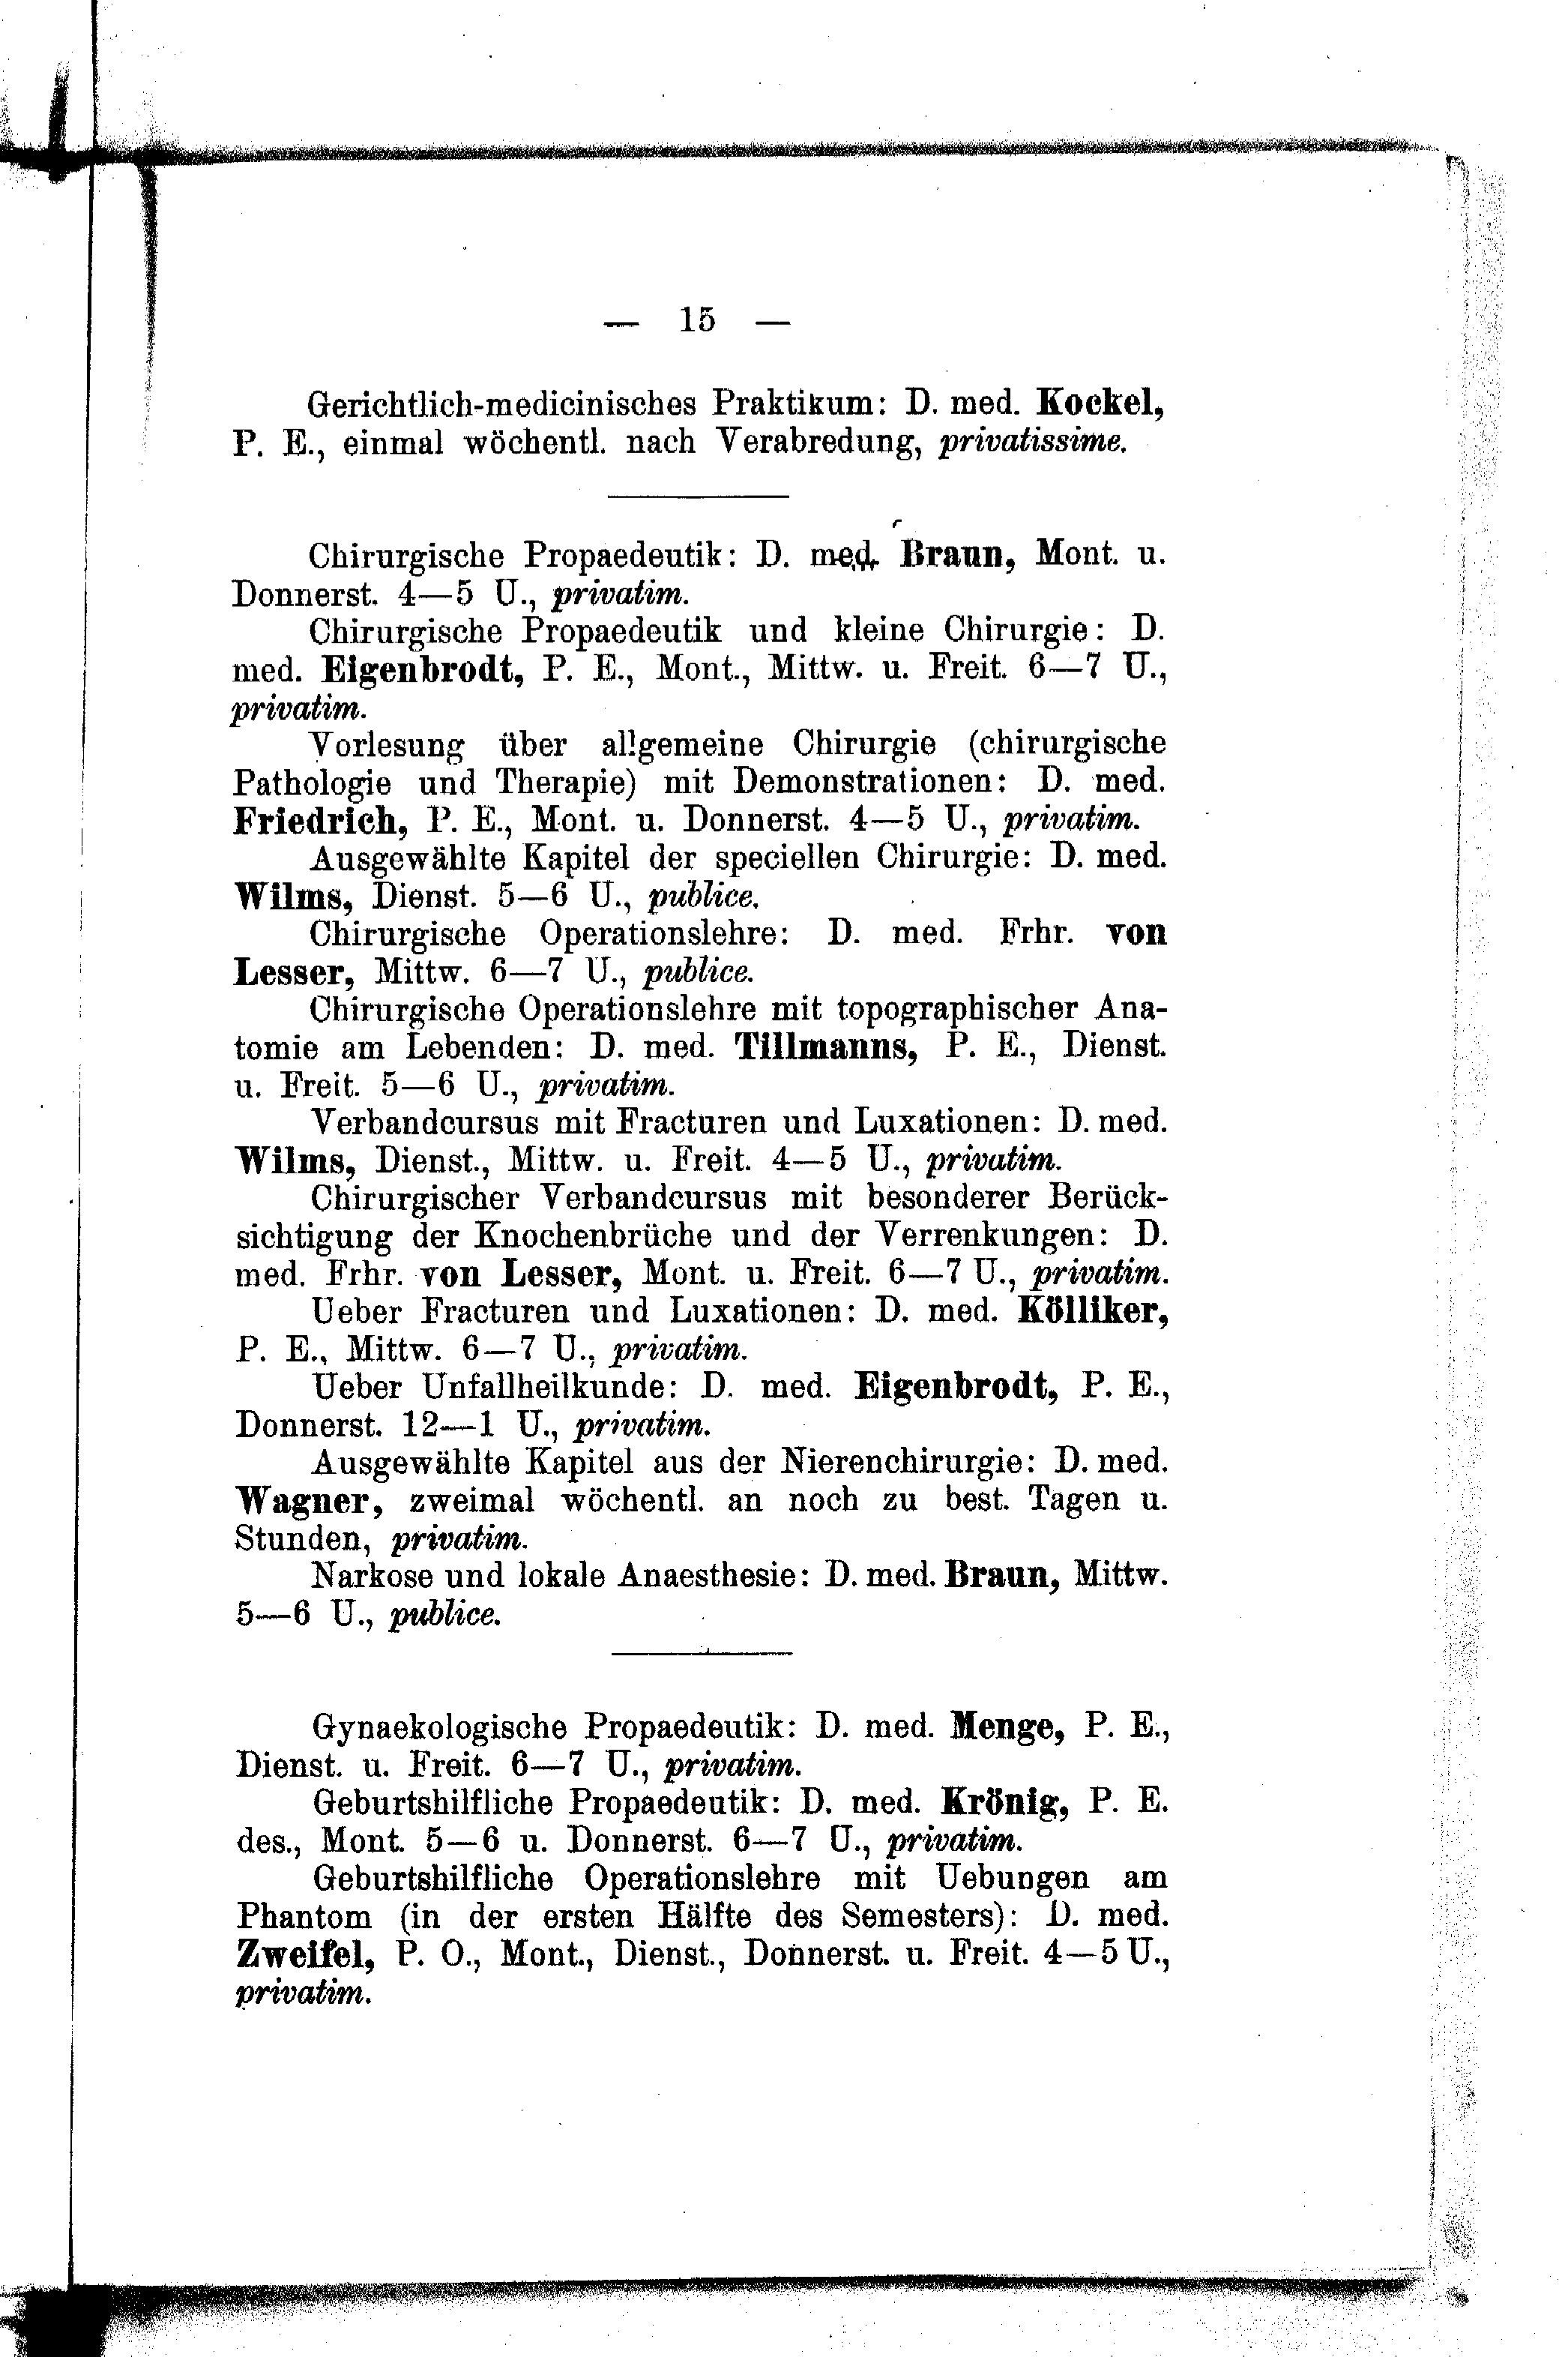 — 15 —
Gerichtlich-medicinisches Praktikum: D. med. Kockel,
P. E., einmal wöchentl. nach Verabredung, privatissime.
Chirurgische Propaedeutik: D. med. Braun, Mont. u.
Donnerst. 4—5 U., privatim.
Chirurgische Propaedeutik und kleine Chirurgie: D.
med. Eigenbrodt, P. E., Mont., Mittw. u. Freit. 6—7 U.,
privatim.
Vorlesung über allgemeine Chirurgie (chirurgische
Pathologie und Therapie) mit Demonstrationen: D. med.
Friedrich, P. E., Mont. u. Donnerst. 4—5 U., privatim.
Ausgewählte Kapitel der speciellen Chirurgie: D. med.
Wilms, Dienst. 5—6 U., publice.
Chirurgische Operationslehre: D. med. Frhr. von
Lesser, Mittw. 6—7 U., publice.
Chirurgische Operationslehre mit topographischer Ana-
tomie am Lebenden: D. med. Tillmanns, P. E., Dienst.
u. Freit. 5—6 U., privatim.
Verbandcursus mit Fracturen und Luxationen: D. med.
Wilms, Dienst., Mittw. u. Freit. 4—5 U., privatim.
Chirurgischer Verbandcursus mit besonderer Berück-
sichtigung der Knochenbrüche und der Verrenkungen: D.
med. Frhr. von Lesser, Mont. u. Freit. 6—7 U., privatim.
Ueber Fracturen und Luxationen: D. med. Kölliker,
P. E., Mittw. 6—7 U., privatim.
Ueber Unfallheilkunde: D. med. Eigenbrodt, P. E.,
Donnerst. 12—1 U., privatim.
Ausgewählte Kapitel aus der Nierenchirurgie: D. med.
Wagner, zweimal wöchentl. an noch zu best. Tagen u.
Stunden, privatim.
Narkose und lokale Anaesthesie: D. med. Braun, Mittw.
5—6 U., publice.
Gynaekologische Propaedeutik: D. med. Menge, P. E.,
Dienst. u. Freit. 6—7 U., privatim.
Geburtshilfliche Propaedeutik: D. med. Krönig, P. E.
des., Mont. 5—6 u. Donnerst. 6—7 U., privatim.
Geburtshilfliche Operationslehre mit Uebungen am
Phantom (in der ersten Hälfte des Semesters): D. med.
Zweifel, P. O., Mont., Dienst., Donnerst. u. Freit. 4—5 U.,
privatim.